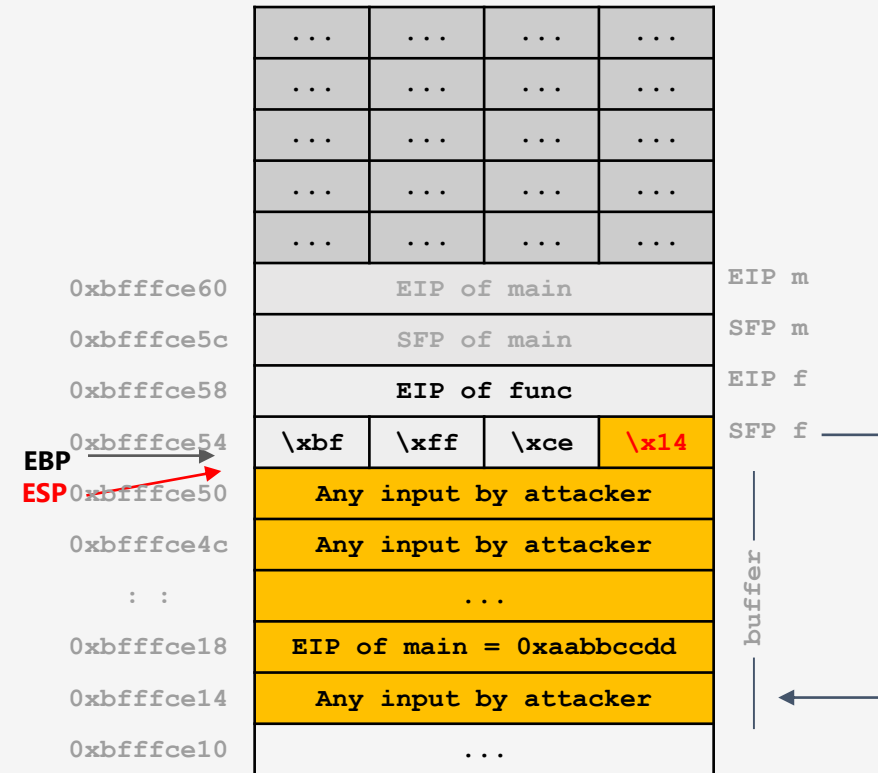 ... ... ... ...
... ... ... ...
... ... ... ...
... ... ... ...
... ... ... ...
0xbfffce60 EIP of main EIP m
0xbfffce5c SFP of main SFP m
0xbfffce58 EIP of func EIP f
0xbfffce54 \xbf \xff \xce \x14 SFP f
EBP
ESP 0xbfffce50 Any input by attacker
0xbfffce4c Any input by attacker
: : ...
buffer
0xbfffce18 EIP of main = 0xaabbccdd
0xbfffce14 Any input by attacker
0xbfffce10 ...